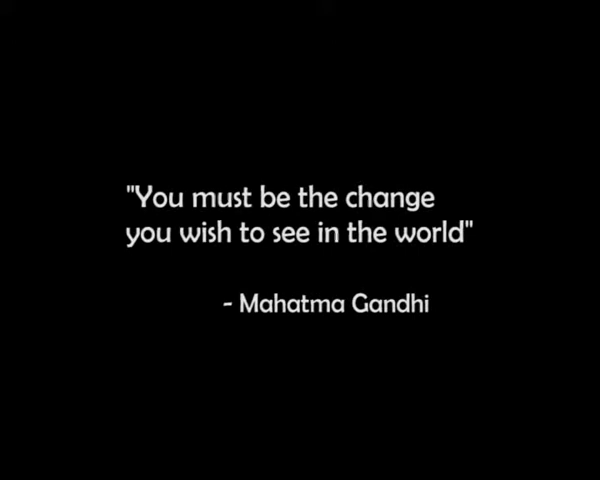 "You must be the change
you wish to see in the world"
- Mahatma Gandhi